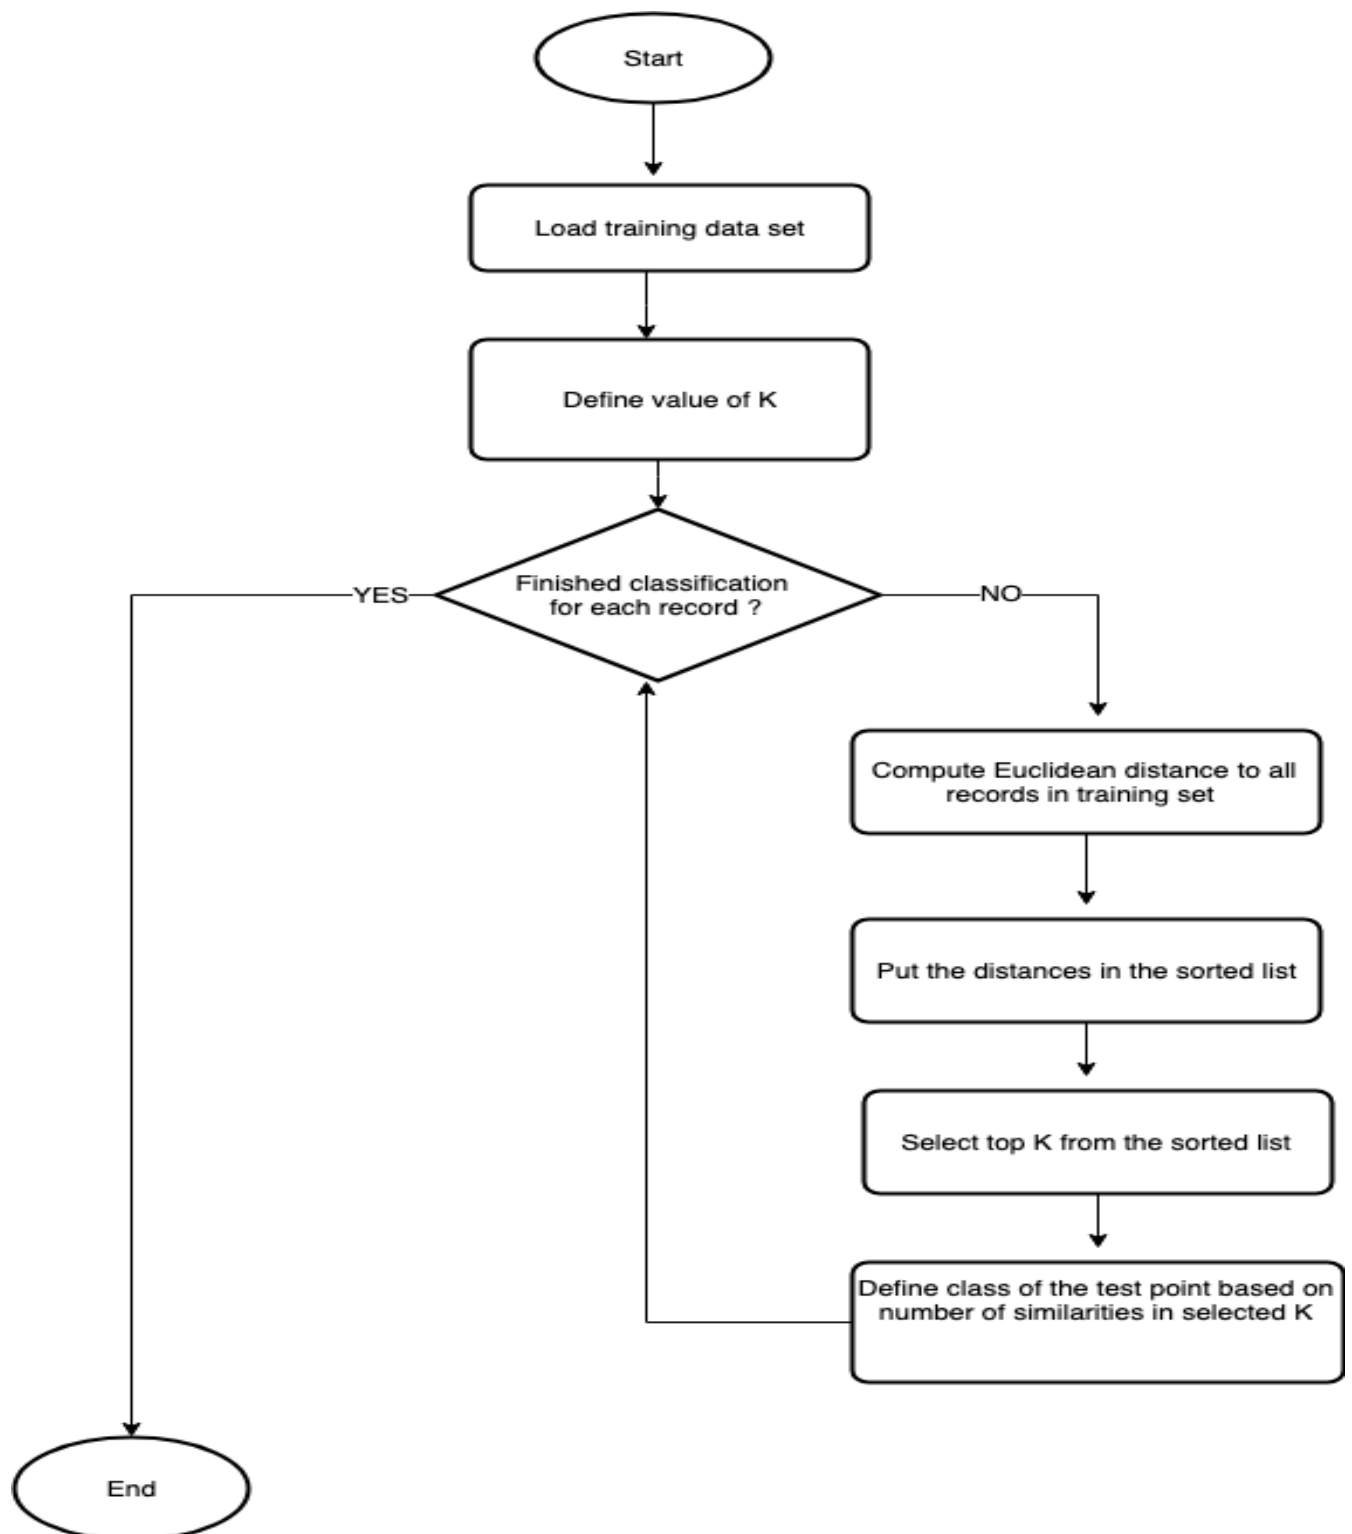 Start
Load training data set
Define value of K
Finished classification
for each record ?
YES
NO
Compute Euclidean distance to all
records in training set
Put the distances in the sorted list
Select top K from the sorted list
Define class of the test point based on
number of similarities in selected K
End